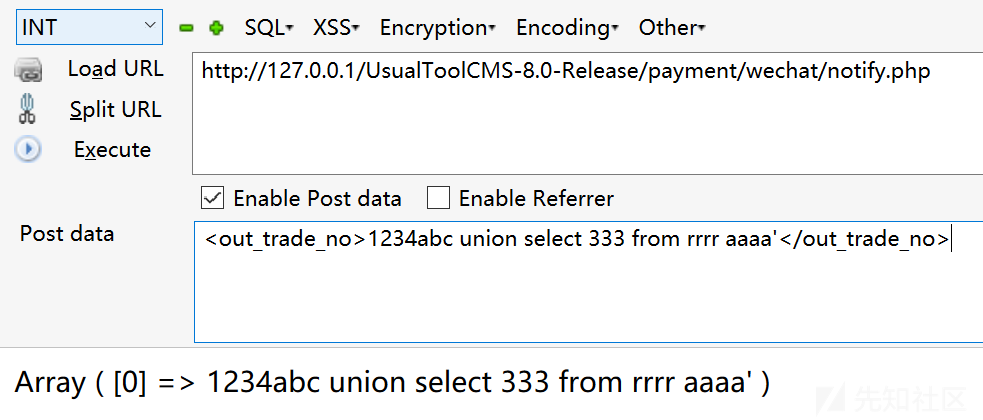 INT SQL▾ XSS▾ Encryption▾ Encoding▾ Other▾
Load URL
http://127.0.0.1/UsualToolCMS-8.0-Release/payment/wechat/notify.php
Split URL
Execute
Enable Post data Enable Referrer
Post data
<out_trade_no>1234abc union select 333 from rrrr aaaa'</out_trade_no>
Array ( [0] => 1234abc union select 333 from rrrr aaaa' )
先知社区